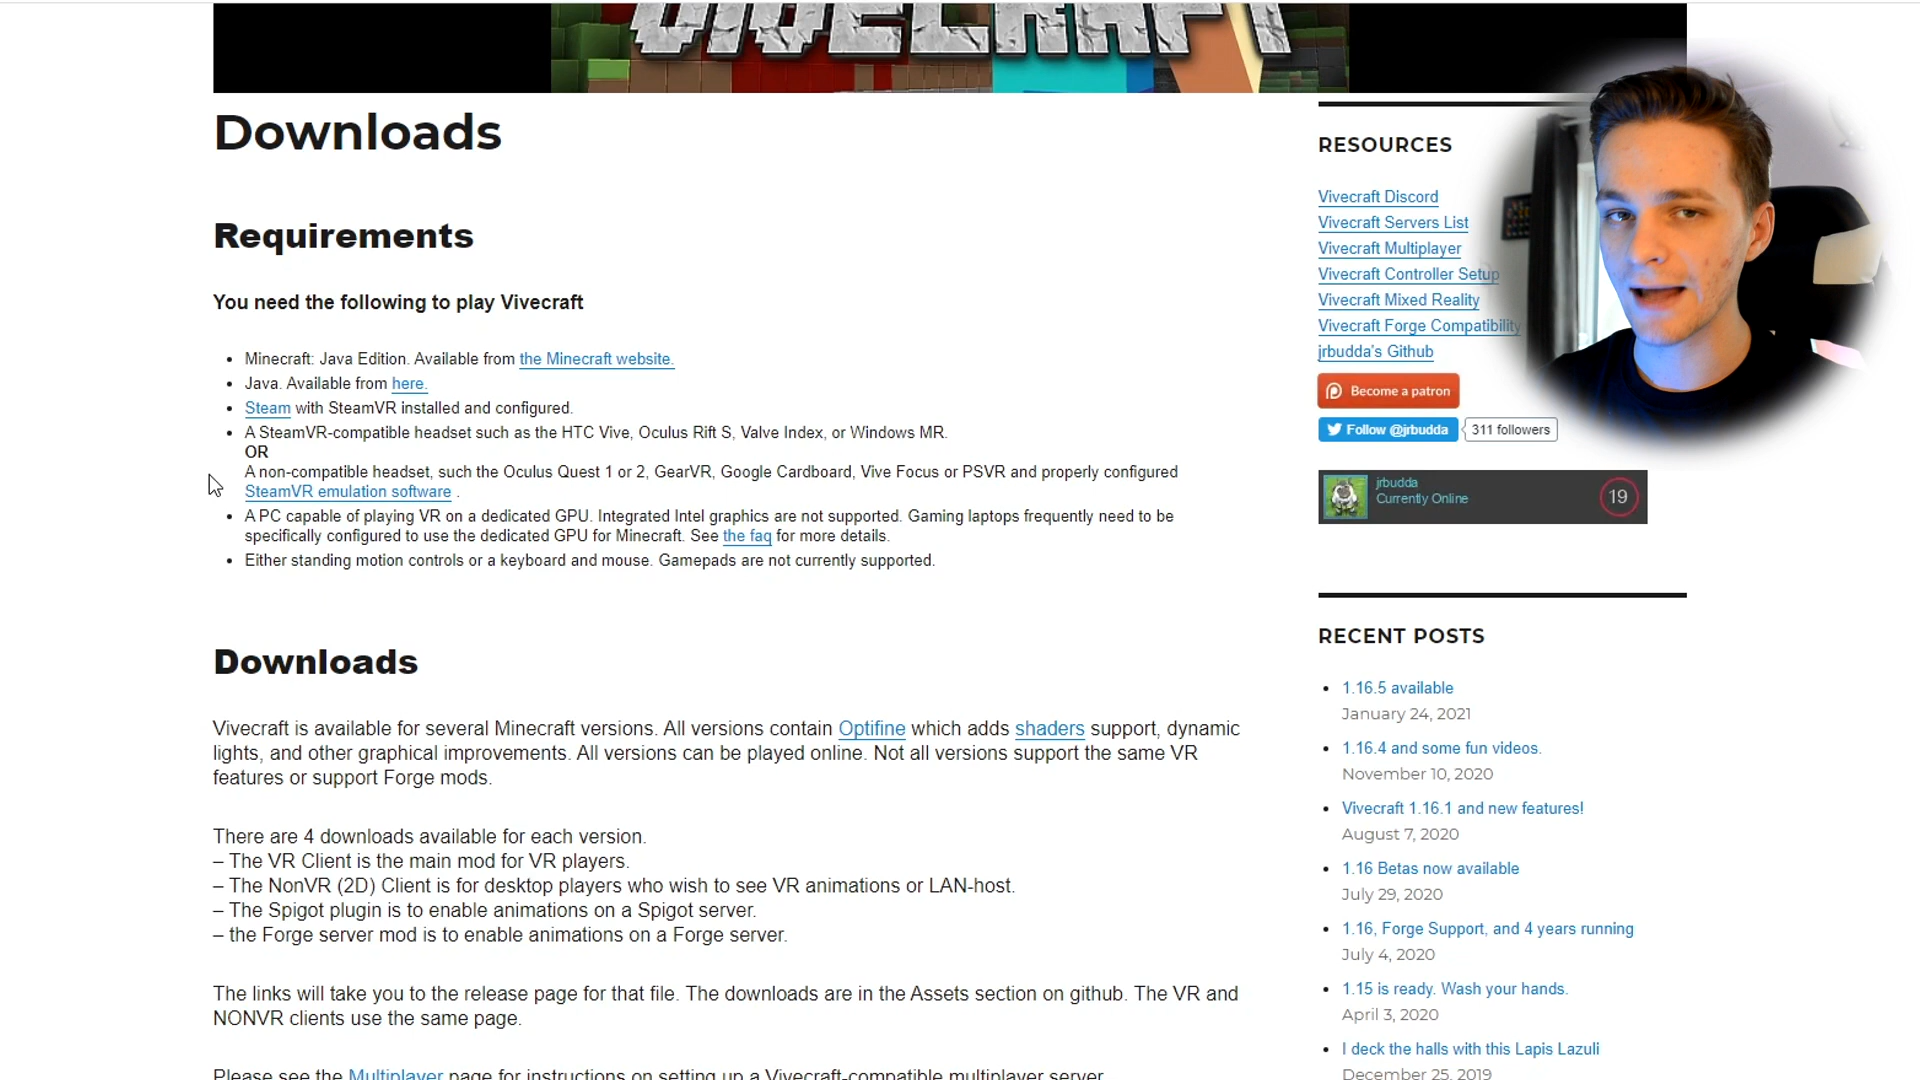 VIVECRAFT
Downloads
Requirements
You need the following to play Vivecraft
• Minecraft: Java Edition. Available from the Minecraft website.
• Java. Available from here.
• Steam with SteamVR installed and configured.
• A SteamVR-compatible headset such as the HTC Vive, Oculus Rift S, Valve Index, or Windows MR.
OR
A non-compatible headset, such the Oculus Quest 1 or 2, GearVR, Google Cardboard, Vive Focus or PSVR and properly configured
SteamVR emulation software .
• A PC capable of playing VR on a dedicated GPU. Integrated Intel graphics are not supported. Gaming laptops frequently need to be
specifically configured to use the dedicated GPU for Minecraft. See the faq for more details.
• Either standing motion controls or a keyboard and mouse. Gamepads are not currently supported.
Downloads
Vivecraft is available for several Minecraft versions. All versions contain Optifine which adds shaders support, dynamic
lights, and other graphical improvements. All versions can be played online. Not all versions support the same VR
features or support Forge mods.
There are 4 downloads available for each version.
– The VR Client is the main mod for VR players.
– The NonVR (2D) Client is for desktop players who wish to see VR animations or LAN-host.
– The Spigot plugin is to enable animations on a Spigot server.
– the Forge server mod is to enable animations on a Forge server.
The links will take you to the release page for that file. The downloads are in the Assets section on github. The VR and
NONVR clients use the same page.
Please see the Multiplayer page for instructions on setting up a Vivecraft-compatible multiplayer server.
RESOURCES
Vivecraft Discord
Vivecraft Servers List
Vivecraft Multiplayer
Vivecraft Controller Setup
Vivecraft Mixed Reality
Vivecraft Forge Compatibility
jrbudda's Github
Become a patron
Follow @jrbudda 311 followers
jrbudda
Currently Online
19
RECENT POSTS
• 1.16.5 available
January 24, 2021
• 1.16.4 and some fun videos.
November 10, 2020
• Vivecraft 1.16.1 and new features!
August 7, 2020
• 1.16 Betas now available
July 29, 2020
• 1.16, Forge Support, and 4 years running
July 4, 2020
• 1.15 is ready. Wash your hands.
April 3, 2020
• I deck the halls with this Lapis Lazuli
December 25, 2019